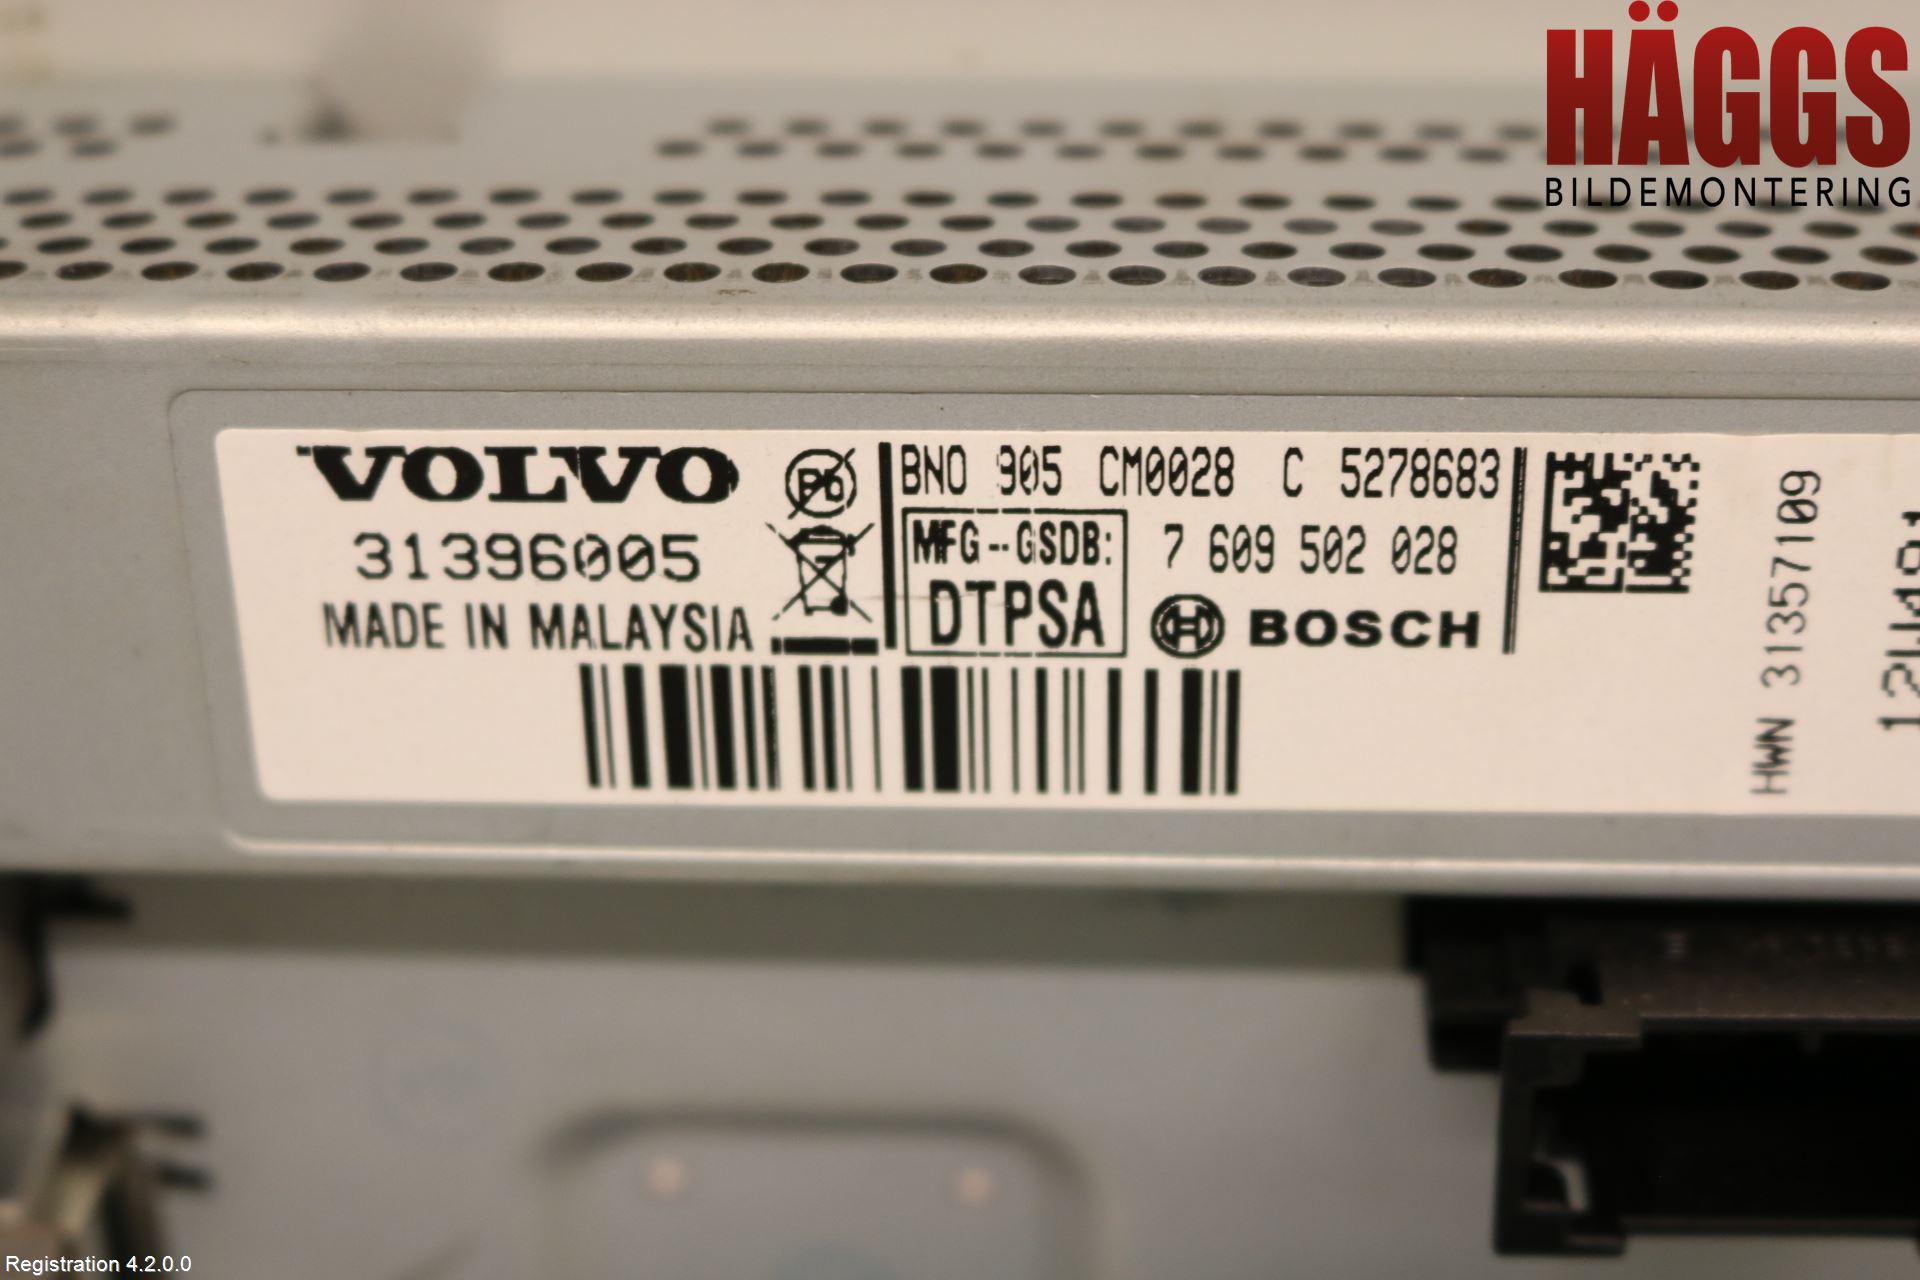 HÄGGS
BILDEMONTERING
VOLVO
31396005
MADE IN MALAYSIA
Pb
BNO 905 CM0028 C 5278683
MFG--GSDB:
DTPSA
7 609 502 028
BOSCH
HWN 31357109
Registration 4.2.0.0